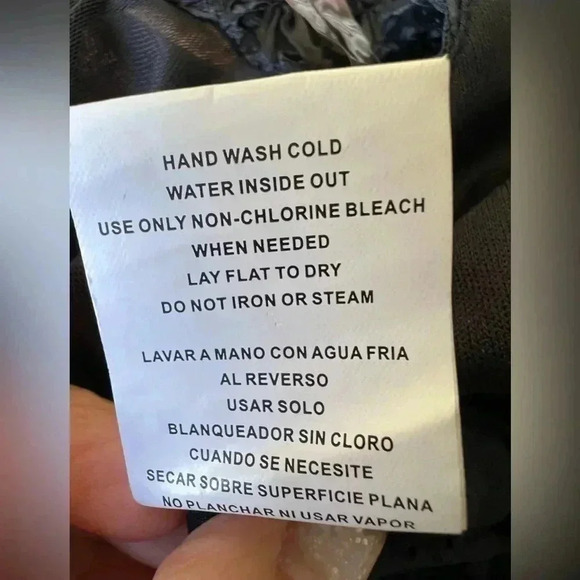 HAND WASH COLD
WATER INSIDE OUT
USE ONLY NON-CHLORINE BLEACH
WHEN NEEDED
LAY FLAT TO DRY
DO NOT IRON OR STEAM
LAVAR A MANO CON AGUA FRIA
AL REVERSO
USAR SOLO
BLANQUEADOR SIN CLORO
CUANDO SE NECESITE
SECAR SOBRE SUPERFICIE PLANA
NO PLANCHAR NI USAR VAPOR